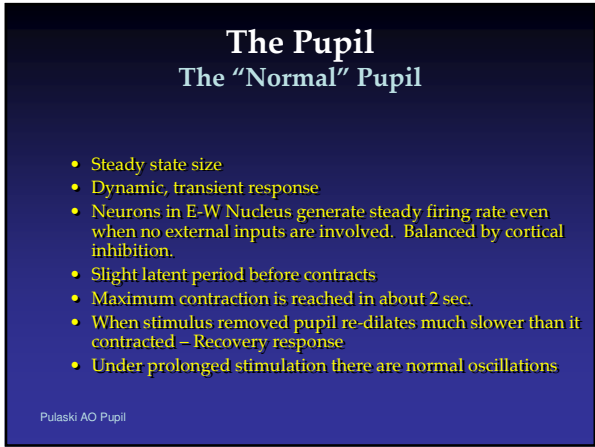 The Pupil
The “Normal” Pupil
• Steady state size
• Dynamic, transient response
• Neurons in E-W Nucleus generate steady firing rate even
when no external inputs are involved. Balanced by cortical
inhibition.
• Slight latent period before contracts
• Maximum contraction is reached in about 2 sec.
• When stimulus removed pupil re-dilates much slower than it
contracted – Recovery response
• Under prolonged stimulation there are normal oscillations
Pulaski AO Pupil